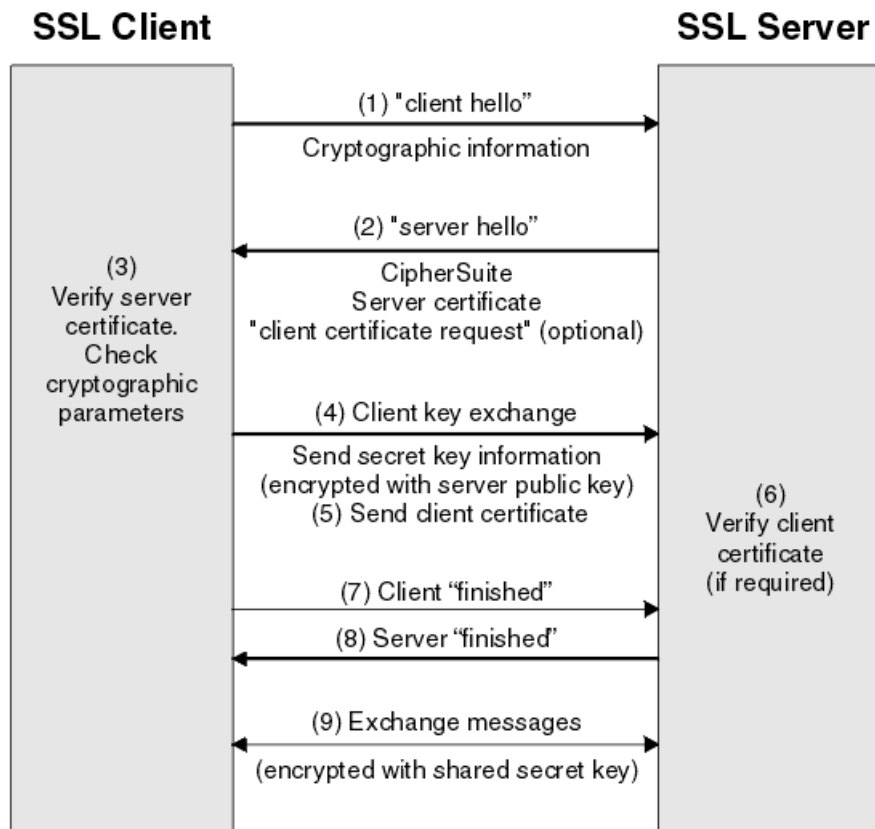 SSL Client
SSL Server
(1) "client hello”
Cryptographic information
(2) "server hello”
CipherSuite
Server certificate
"client certificate request" (optional)
(3)
Verify server
certificate.
Check
cryptographic
parameters
(4) Client key exchange
Send secret key information
(encrypted with server public key)
(5) Send client certificate
(6)
Verify client
certificate
(if required)
(7) Client “finished”
(8) Server “finished”
(9) Exchange messages
(encrypted with shared secret key)